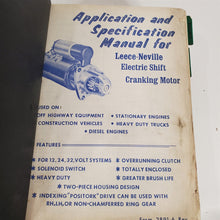 Application and
Specification
Manual for
Leece-Neville
Electric Shift
Cranking Motor
USED ON:
OFF HIGHWAY EQUIPMENT
• STATIONARY ENGINES
CONSTRUCTION VEHICLES
• HEAVY DUTY TRUCKS
• DIESEL ENGINES
FEATURES
FOR 12, 24, 32 VOLT SYSTEMS
★ OVERRUNNING CLUTCH
SOLENOID SWITCH
★ TOTALLY ENCLOSED
HEAVY DUTY
★ GREATER BRUSH LIFE
★ TWO-PIECE HOUSING DESIGN
★ INDEXING "POSITORK" DRIVE CAN BE USED WITH
RH, LH, OR NON-CHAMFERED RING GEAR
Form